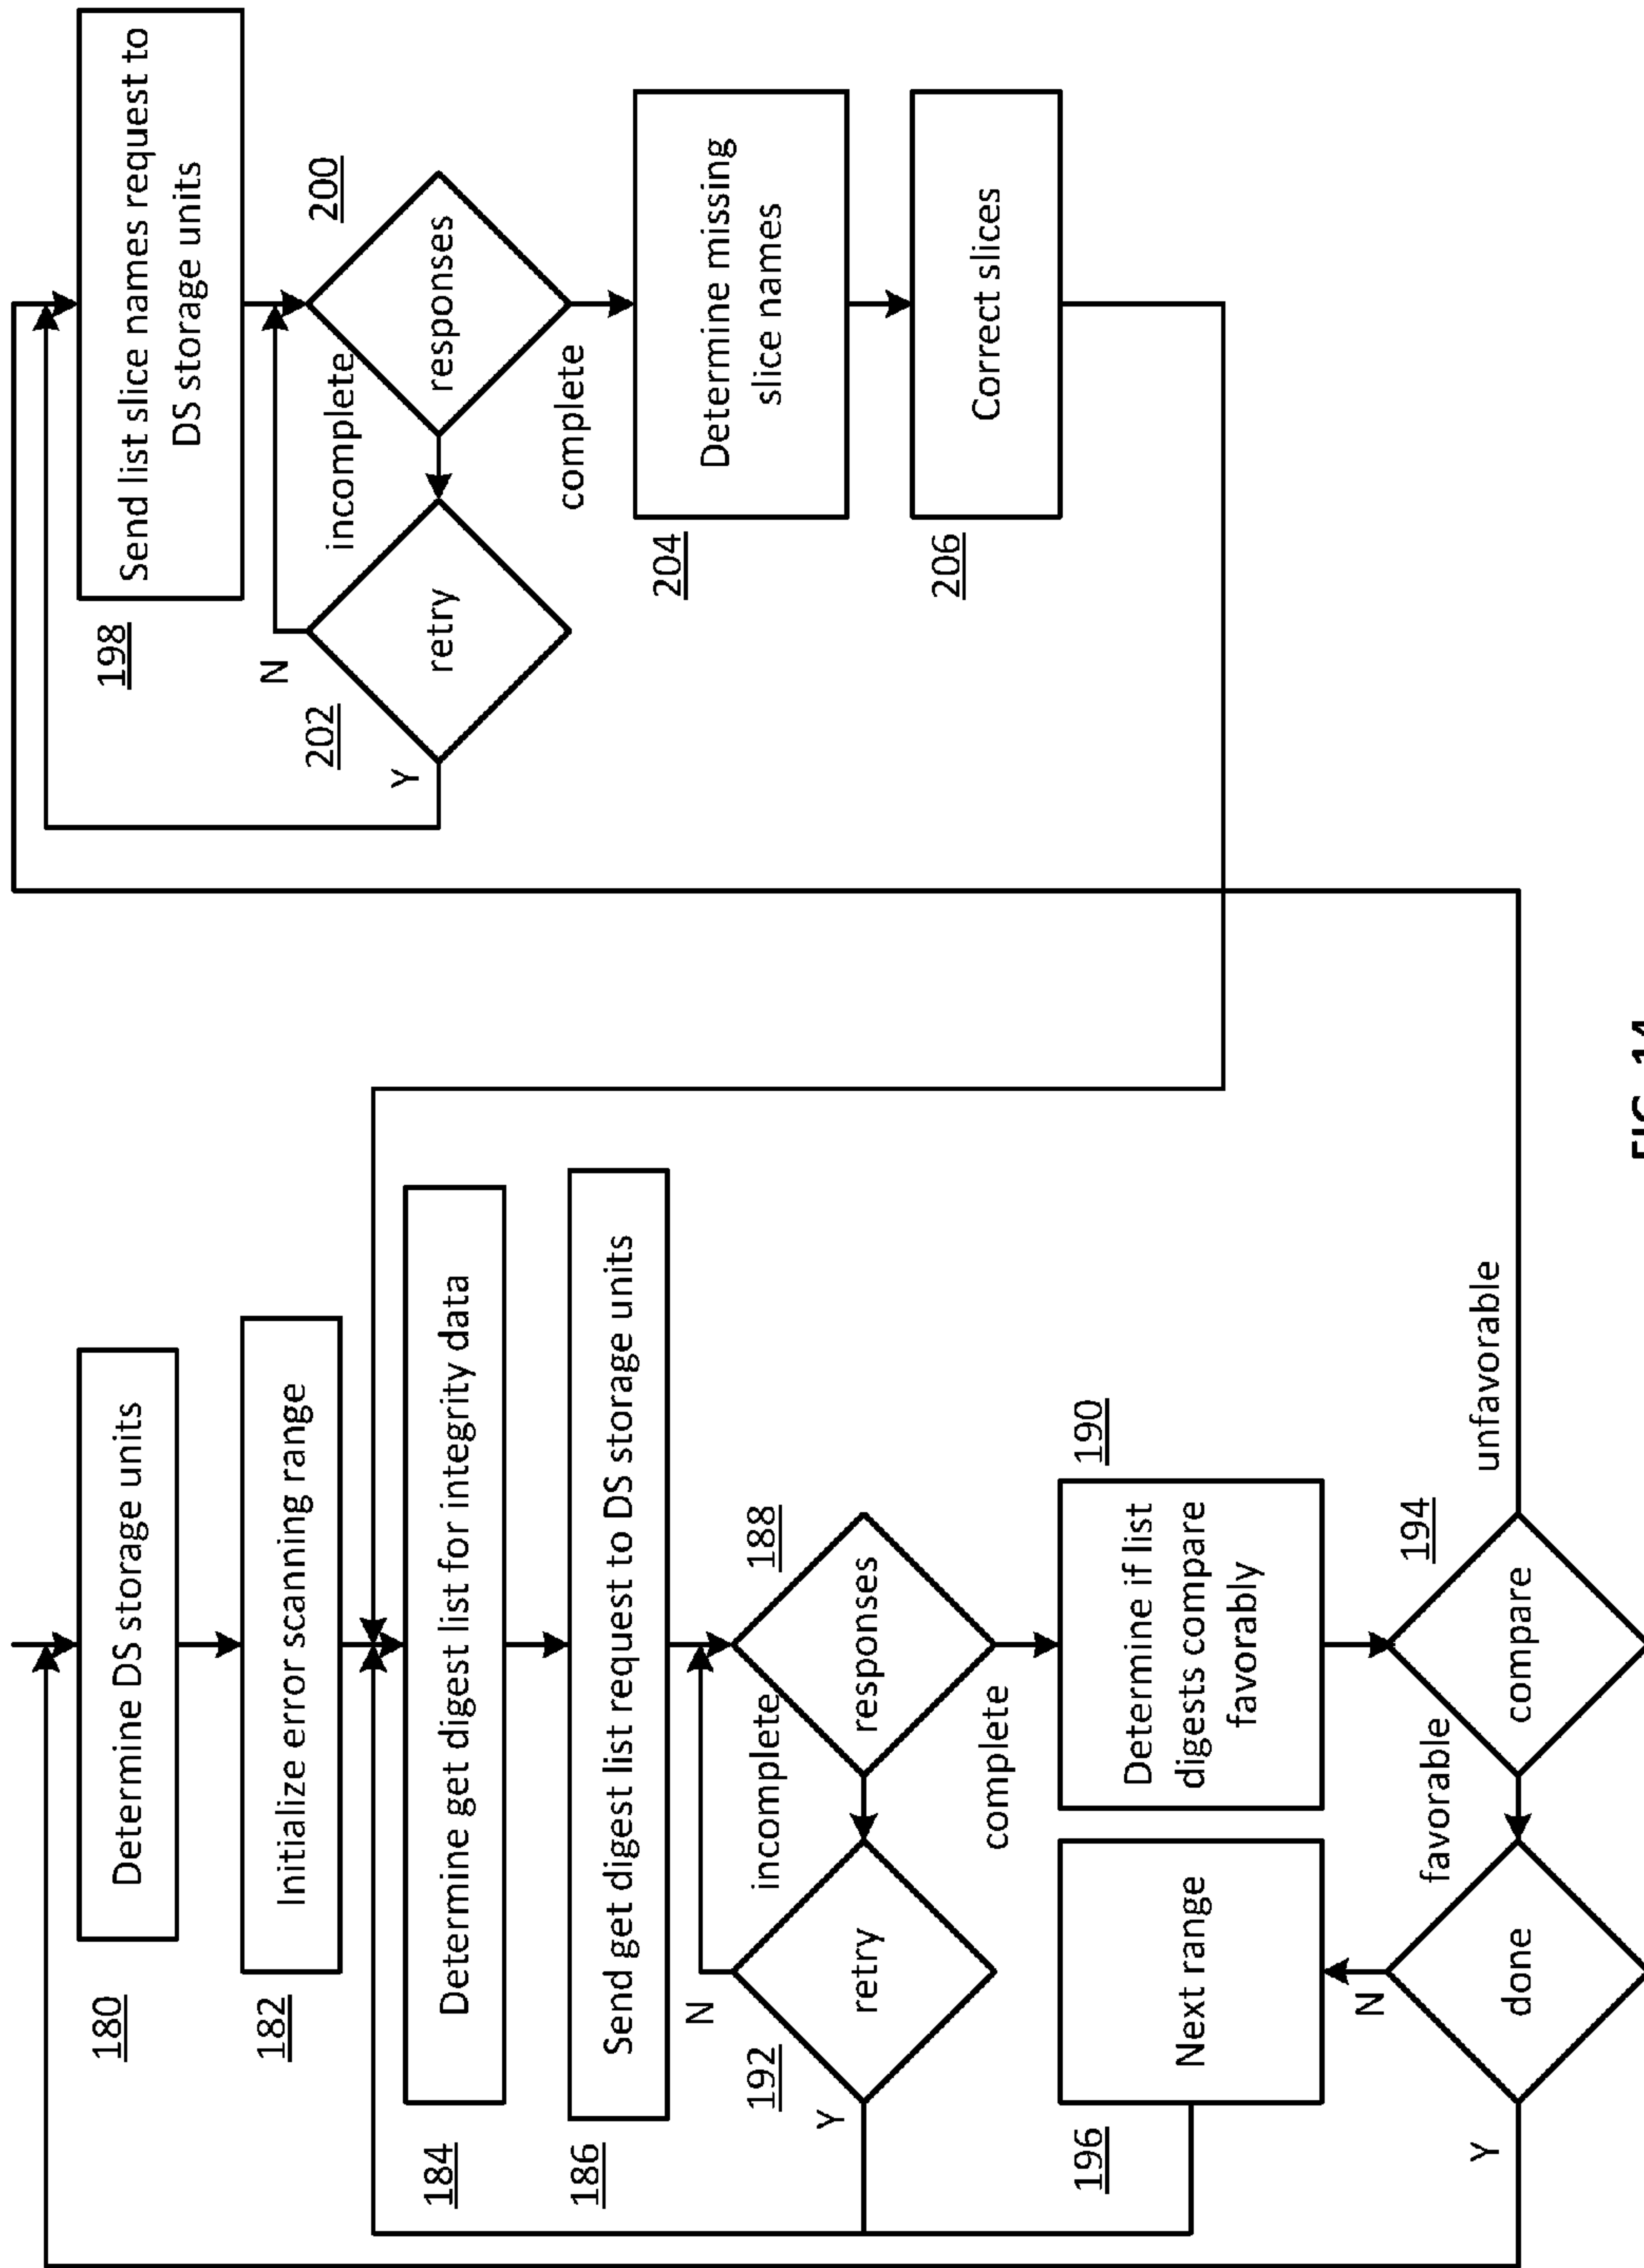 180
Determine DS storage units
182
Initialize error scanning range
184
Determine get digest list for integrity data
186
Send get digest list request to DS storage units
188
responses
incomplete
complete
192
retry
N
Y
190
Determine if list
digests compare
favorably
194
compare
favorable
unfavorable
done
N
Y
196
Next range
198
Send list slice names request to
DS storage units
200
responses
incomplete
complete
202
retry
N
Y
204
Determine missing
slice names
206
Correct slices